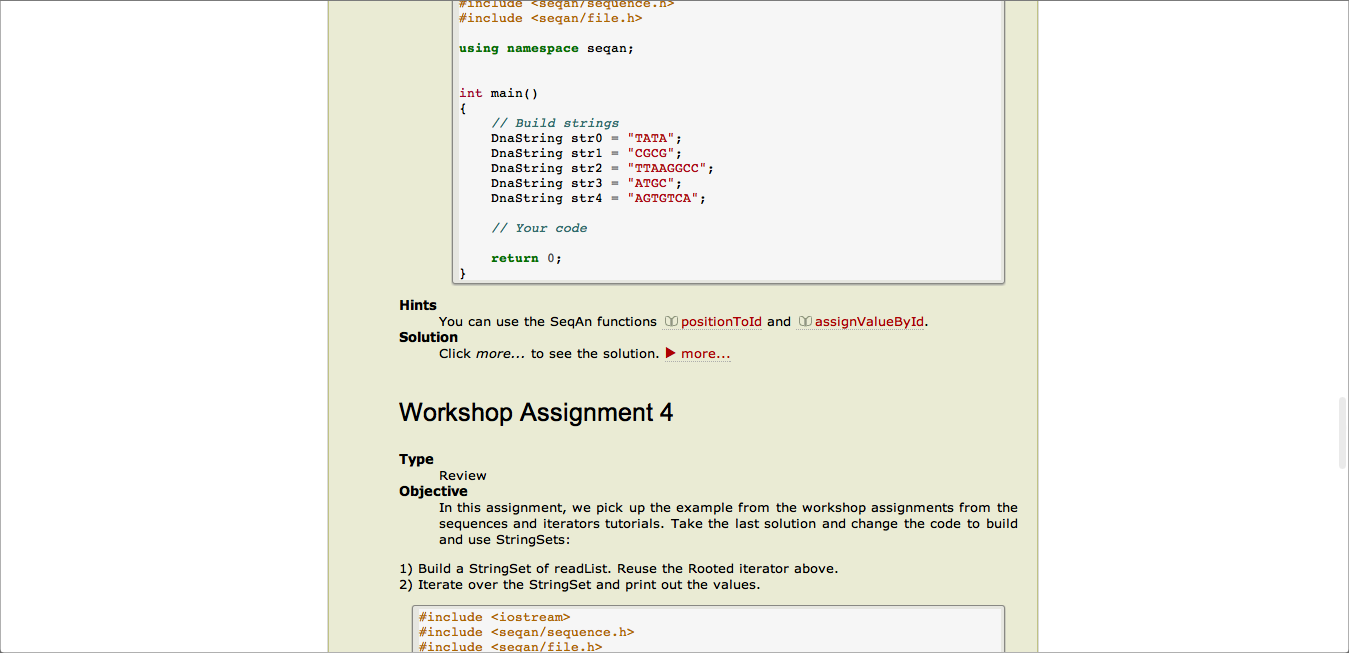 #include <seqan/sequence.h>
#include <seqan/file.h>
using namespace seqan;
int main()
{
// Build strings
DnaString str0 = "TATA";
DnaString str1 = "CGCG";
DnaString str2 = "TTAAGGCC";
DnaString str3 = "ATGC";
DnaString str4 = "AGTGTCA";
// Your code
return 0;
}
Hints
You can use the SeqAn functions positionToId and assignValueById.
Solution
Click more... to see the solution. ▶ more...
Workshop Assignment 4
Type
Review
Objective
In this assignment, we pick up the example from the workshop assignments from the
sequences and iterators tutorials. Take the last solution and change the code to build
and use StringSets:
1) Build a StringSet of readList. Reuse the Rooted iterator above.
2) Iterate over the StringSet and print out the values.
#include <iostream>
#include <seqan/sequence.h>
#include <seqan/file.h>